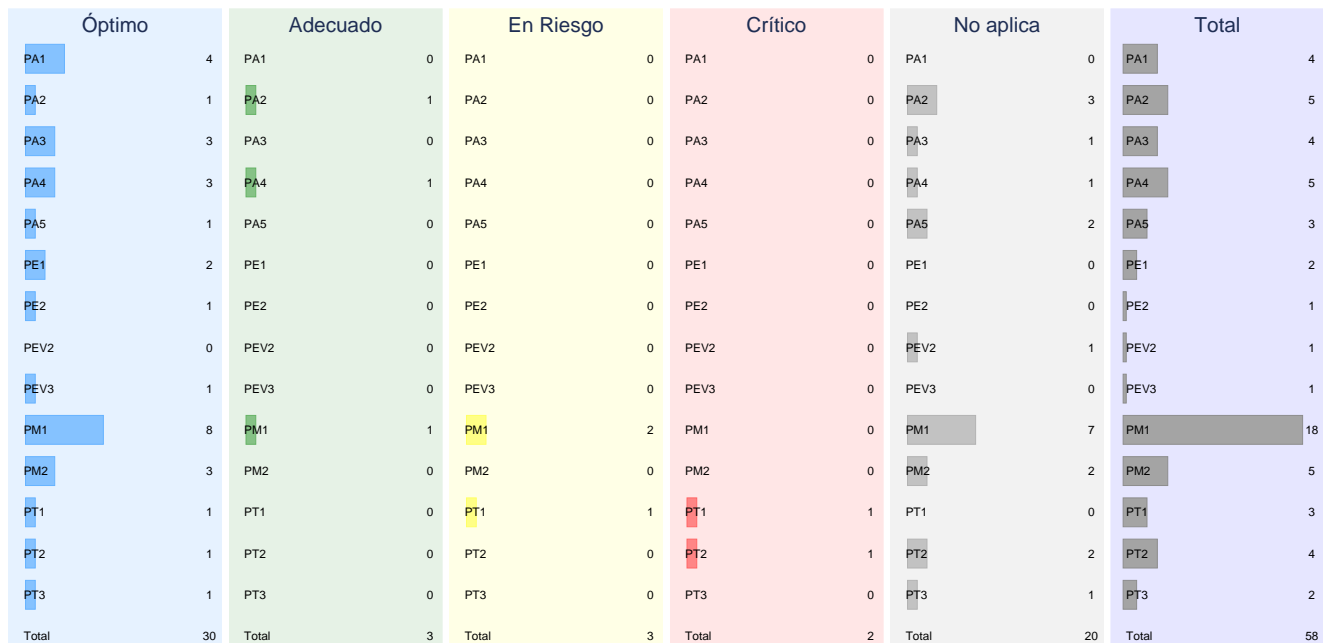 Óptimo Adecuado En Riesgo Crítico No aplica Total
PA1 4 PA1 0 PA1 0 PA1 0 PA1 0 PA1 4
PA2 1 PA2 1 PA2 0 PA2 0 PA2 3 PA2 5
PA3 3 PA3 0 PA3 0 PA3 0 PA3 1 PA3 4
PA4 3 PA4 1 PA4 0 PA4 0 PA4 1 PA4 5
PA5 1 PA5 0 PA5 0 PA5 0 PA5 2 PA5 3
PE1 2 PE1 0 PE1 0 PE1 0 PE1 0 PE1 2
PE2 1 PE2 0 PE2 0 PE2 0 PE2 0 PE2 1
PEV2 0 PEV2 0 PEV2 0 PEV2 0 PEV2 1 PEV2 1
PEV3 1 PEV3 0 PEV3 0 PEV3 0 PEV3 0 PEV3 1
PM1 8 PM1 1 PM1 2 PM1 0 PM1 7 PM1 18
PM2 3 PM2 0 PM2 0 PM2 0 PM2 2 PM2 5
PT1 1 PT1 0 PT1 1 PT1 1 PT1 0 PT1 3
PT2 1 PT2 0 PT2 0 PT2 1 PT2 2 PT2 4
PT3 1 PT3 0 PT3 0 PT3 0 PT3 1 PT3 2
Total 30 Total 3 Total 3 Total 2 Total 20 Total 58